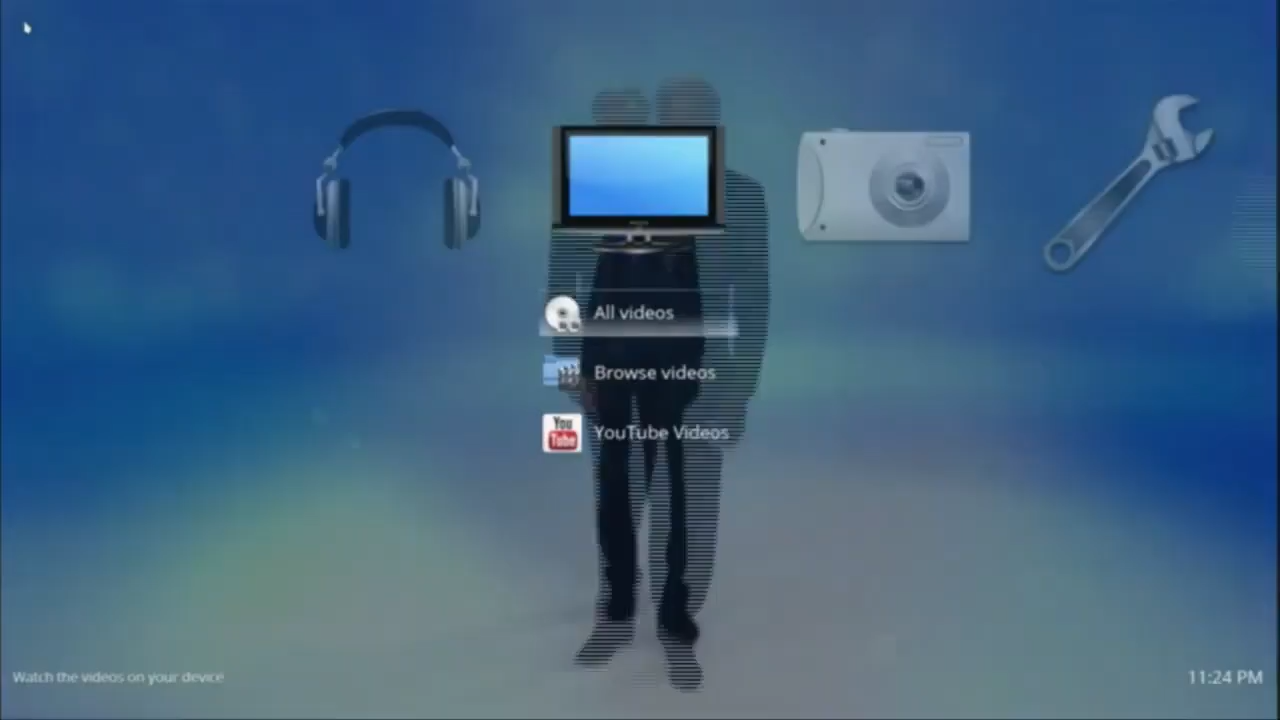 All videos
Browse videos
You
Tube
YouTube Videos
Watch the videos on your device
11:24 PM